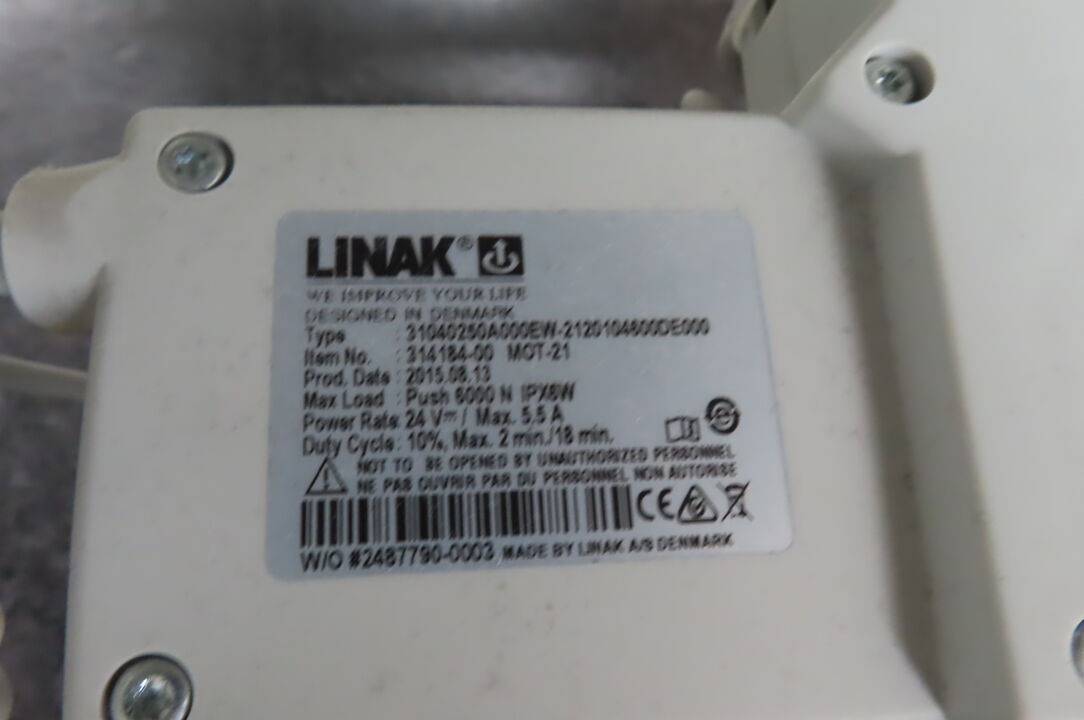 LINAK®
WE IMPROVE YOUR LIFE
DESIGNED IN DENMARK
Type : 31040250A000EW-2120104600DE000
Item No. : 314184-00 MOT-21
Prod. Date : 2015.08.13
Max Load : Push 6000 N IPX6W
Power Rate: 24 V⎓ / Max. 5.5 A
Duty Cycle: 10%, Max. 2 min./18 min.
NOT TO BE OPENED BY UNAUTHORIZED PERSONNEL
NE PAS OUVRIR PAR DU PERSONNEL NON AUTORISE
CE
W/O #2487790-0003 MADE BY LINAK A/S DENMARK